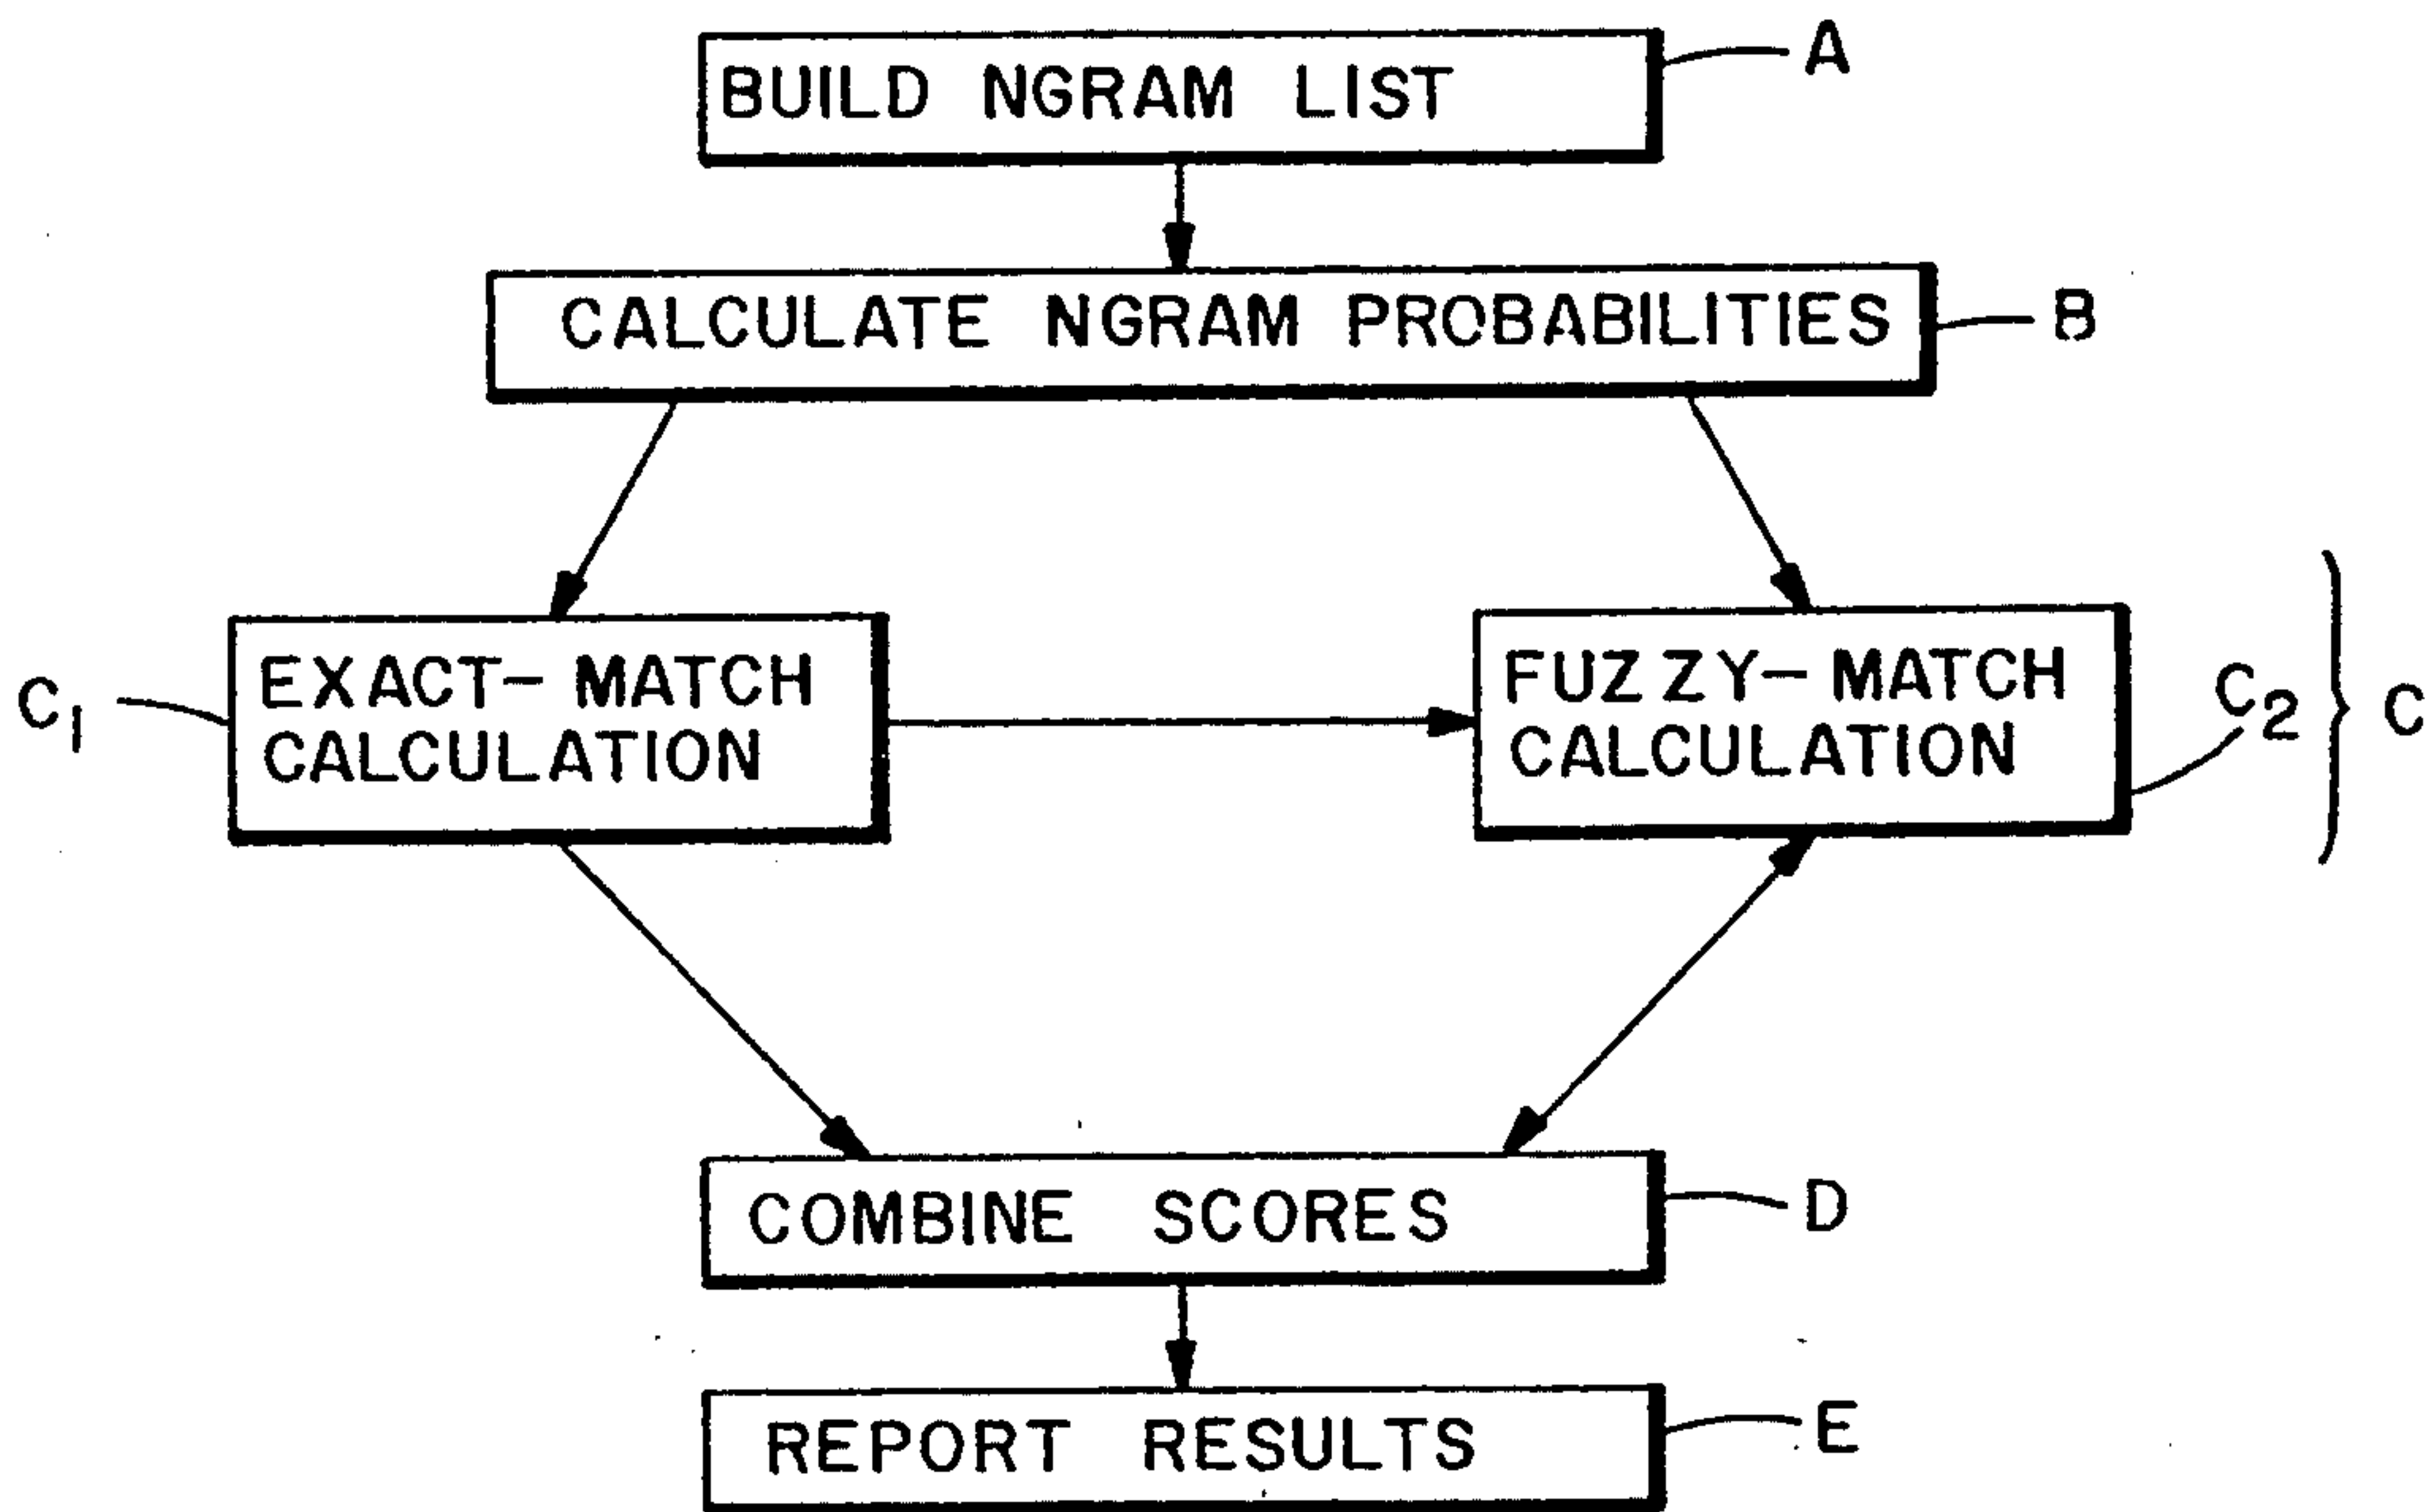 BUILD NGRAM LIST
A
CALCULATE NGRAM PROBABILITIES
B
C1
EXACT- MATCH
CALCULATION
FUZZY- MATCH
CALCULATION
C2
C
COMBINE SCORES
D
REPORT RESULTS
E